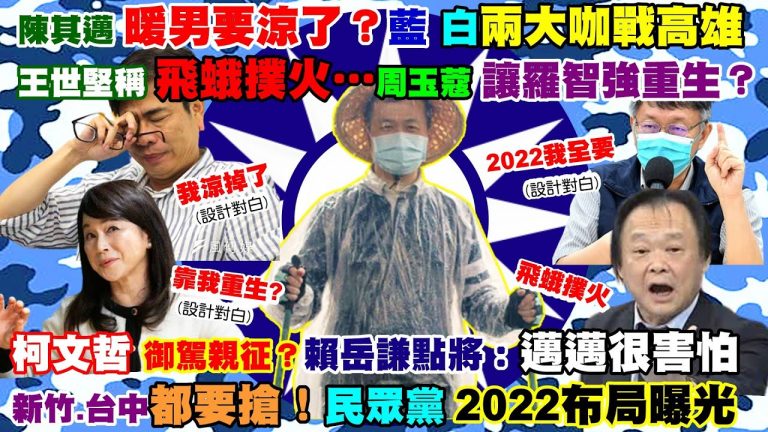 陳其邁 暖男要涼了？藍 白兩大咖戰高雄
王世堅稱 飛蛾撲火…周玉蔻 讓羅智強重生？
我涼掉了
(設計對白)
2022我全要
(設計對白)
靠我重生?
(設計對白)
飛蛾撲火
柯文哲 御駕親征？賴岳謙點將：邁邁很害怕
新竹.台中都要搶！民眾黨 2022布局曝光